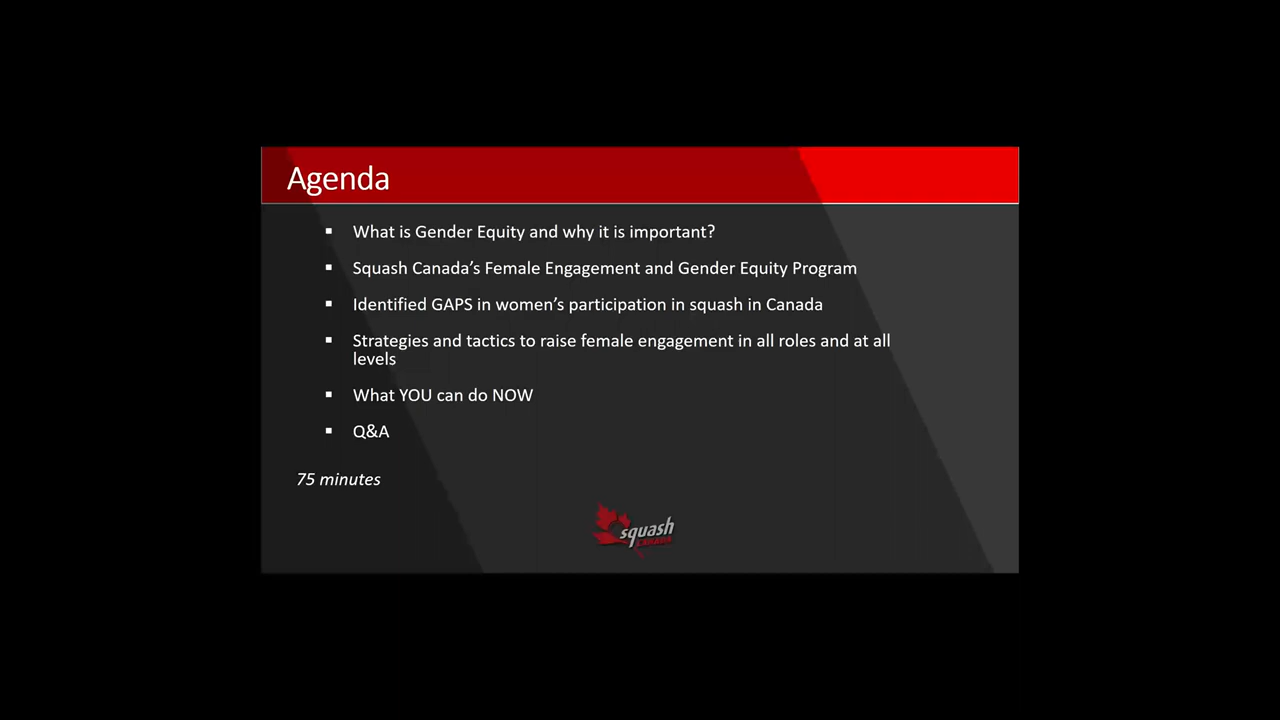 Agenda
▪ What is Gender Equity and why it is important?
▪ Squash Canada's Female Engagement and Gender Equity Program
▪ Identified GAPS in women's participation in squash in Canada
▪ Strategies and tactics to raise female engagement in all roles and at all
levels
▪ What YOU can do NOW
▪ Q&A
75 minutes
squash
CANADA